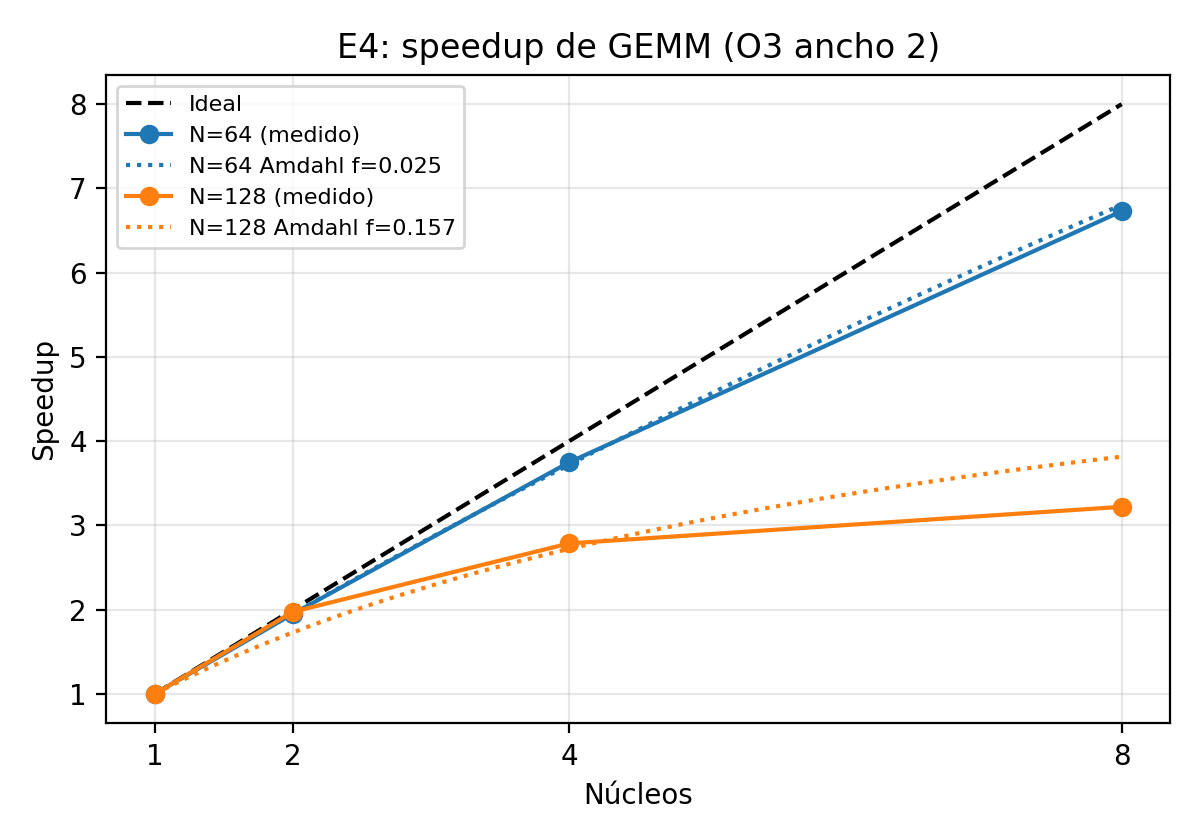 E4: speedup de GEMM (O3 ancho 2)
Ideal
N=64 (medido)
N=64 Amdahl f=0.025
N=128 (medido)
N=128 Amdahl f=0.157
8
7
6
5
4
3
2
1
Speedup
1 2 4 8
Núcleos